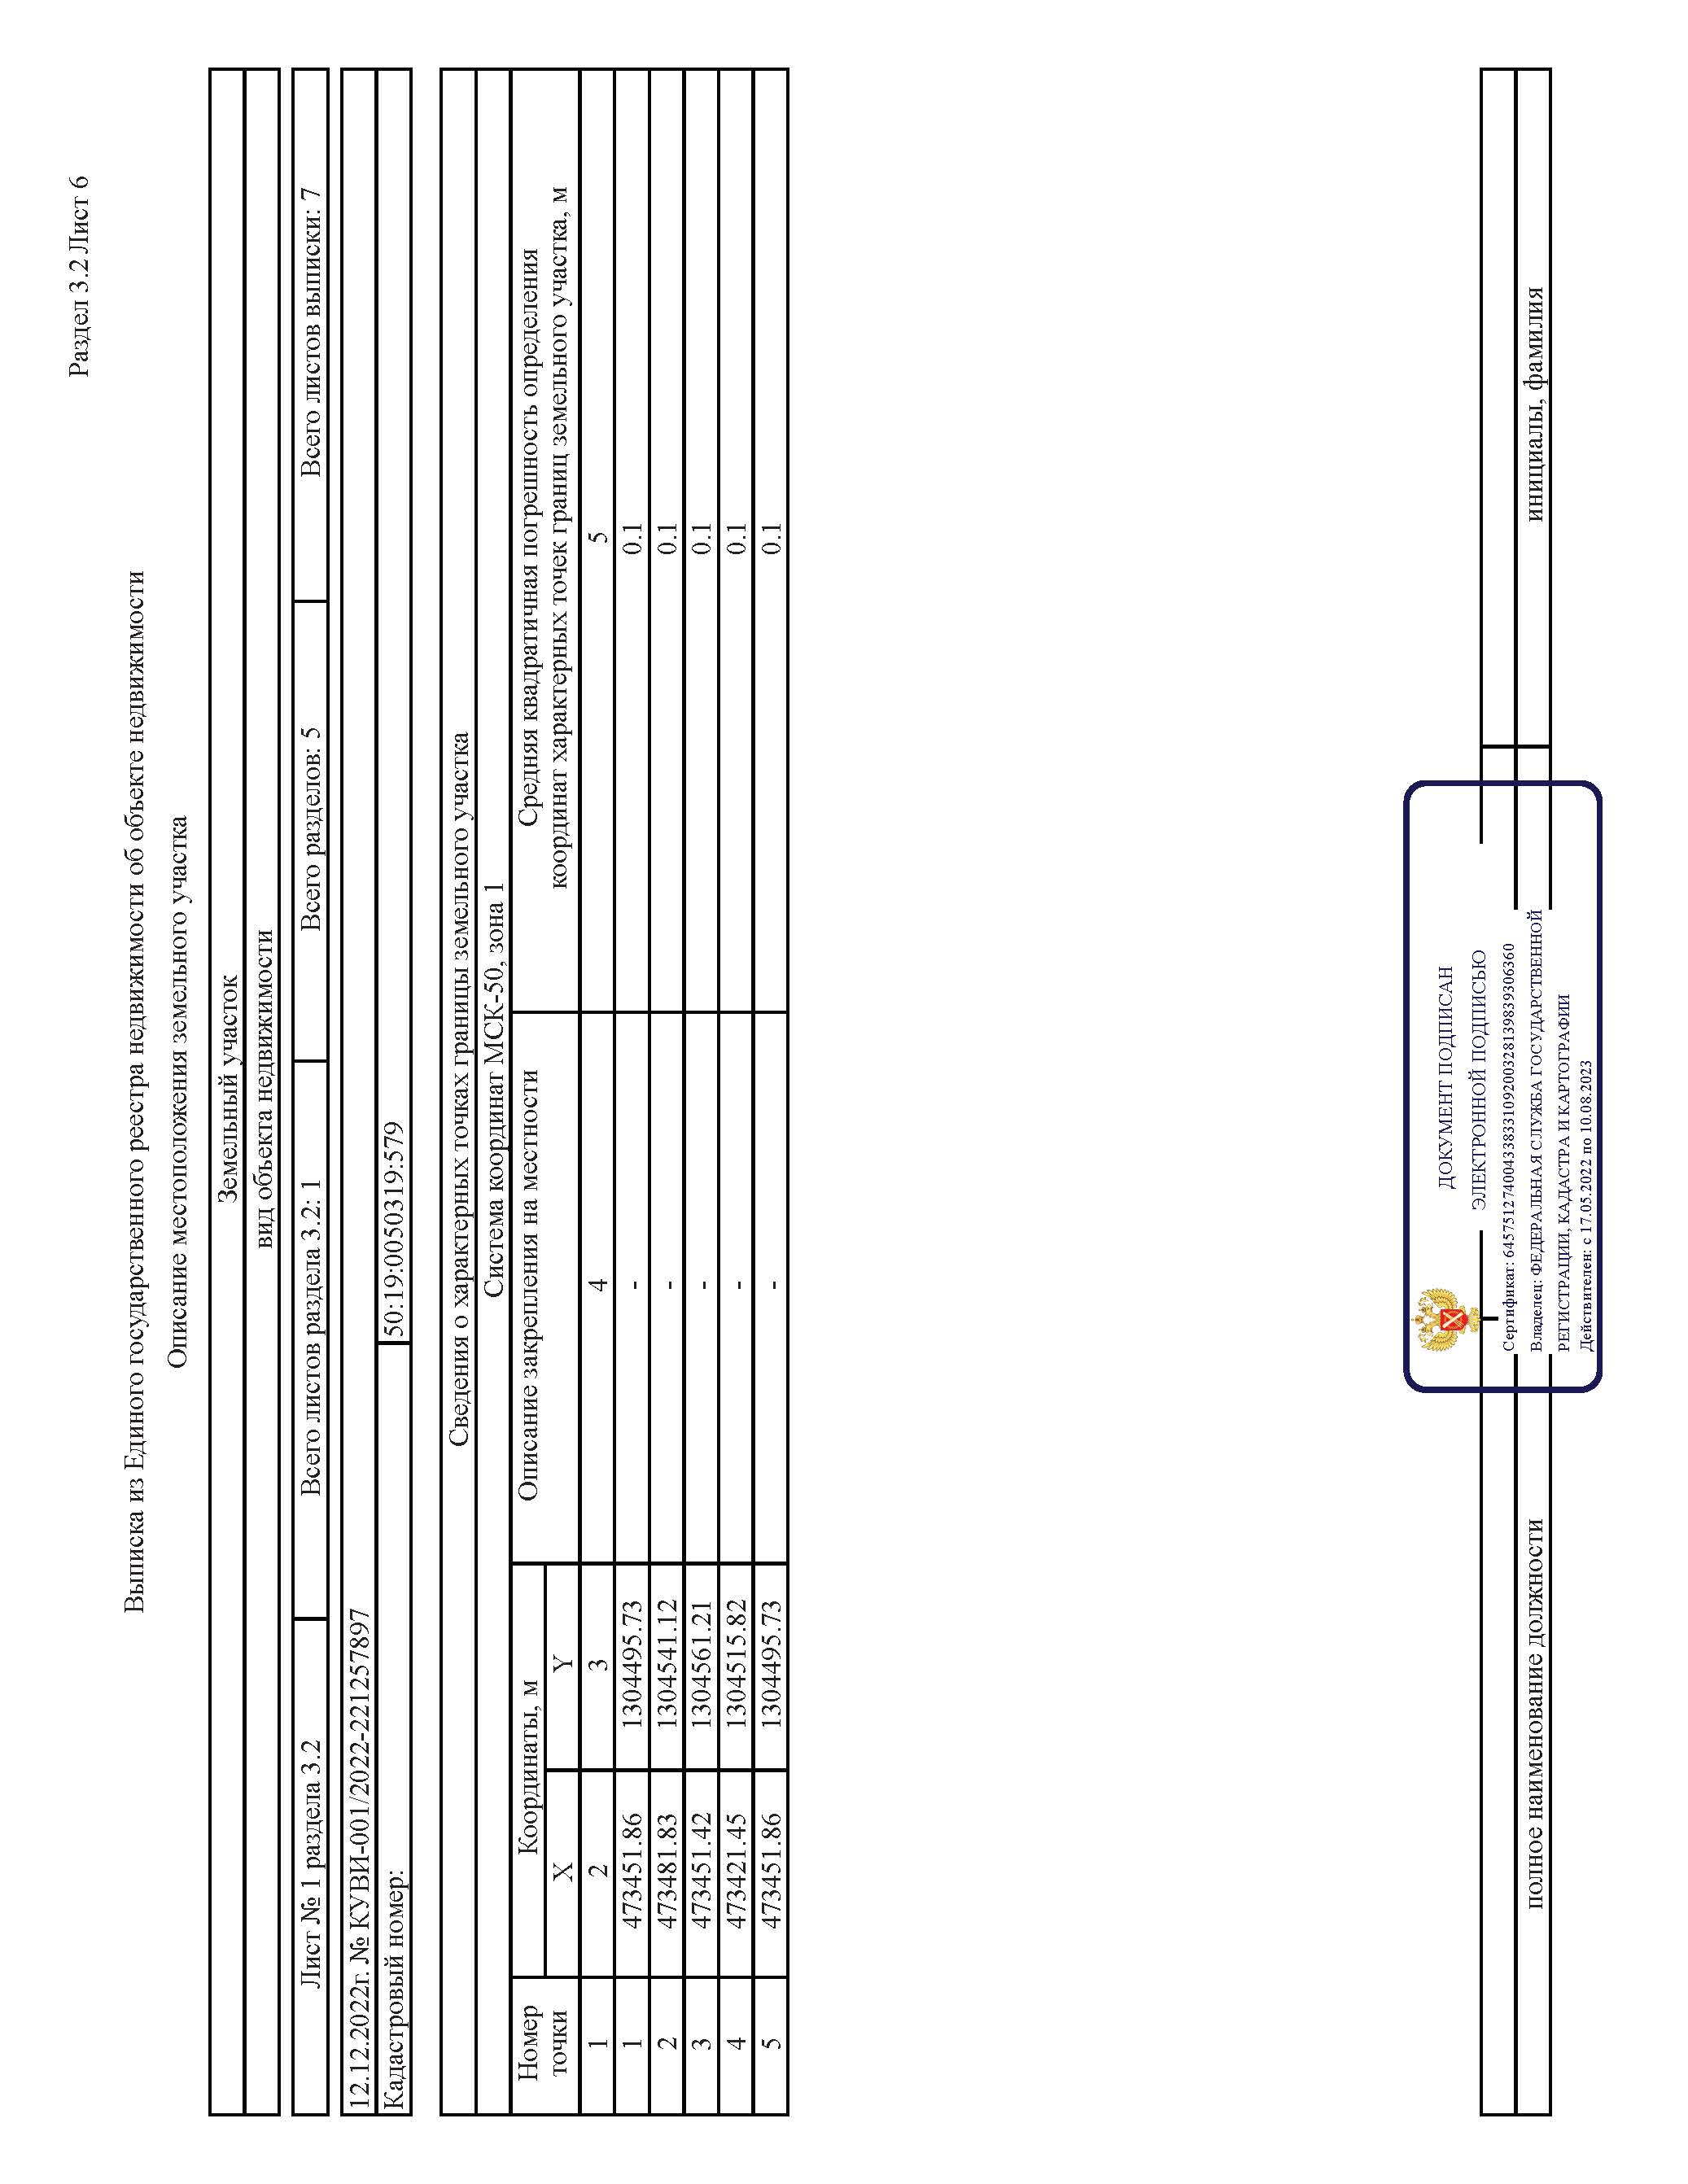 Раздел 3.2 Лист 6
Выписка из Единого государственного реестра недвижимости об объекте недвижимости
Описание местоположения земельного участка
Земельный участок
вид объекта недвижимости
Лист № 1 раздела 3.2 Всего листов раздела 3.2: 1 Всего разделов: 5 Всего листов выписки: 7
12.12.2022г. № КУВИ-001/2022-221257897
Кадастровый номер: 50:19:0050319:579
Сведения о характерных точках границы земельного участка
Система координат МСК-50, зона 1
Номер точки Координаты, м Описание закрепления на местности Средняя квадратичная погрешность определения
координат характерных точек границ земельного участка, м
X Y
1 2 3 4 5
1 473451.86 1304495.73 - 0.1
2 473481.83 1304541.12 - 0.1
3 473451.42 1304561.21 - 0.1
4 473421.45 1304515.82 - 0.1
5 473451.86 1304495.73 - 0.1
ДОКУМЕНТ ПОДПИСАН
ЭЛЕКТРОННОЙ ПОДПИСЬЮ
Сертификат: 645751274004338331092003281398393063​60
Владелец: ФЕДЕРАЛЬНАЯ СЛУЖБА ГОСУДАРСТВЕННОЙ
РЕГИСТРАЦИИ, КАДАСТРА И КАРТОГРАФИИ
Действителен: с 17.05.2022 по 10.08.2023
полное наименование должности инициалы, фамилия